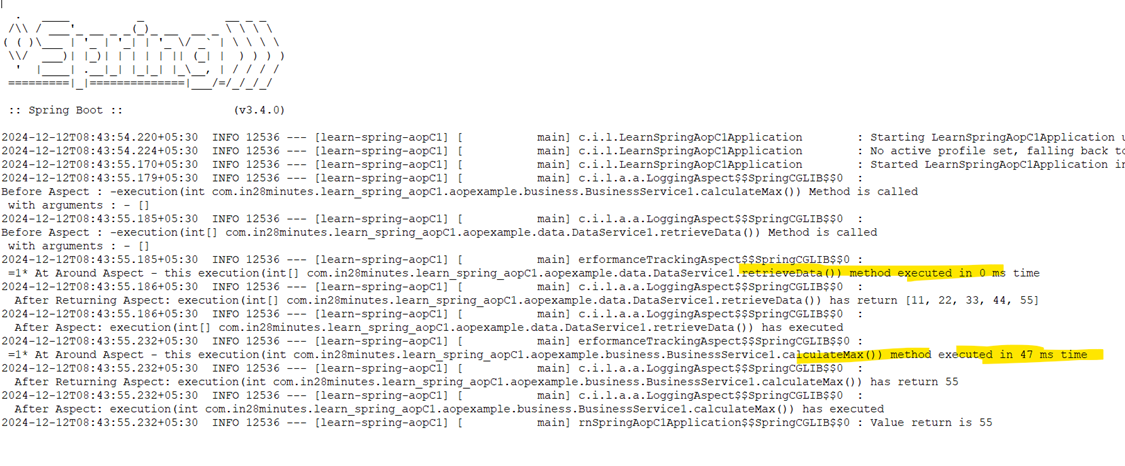 .   ____          _            __ _ _
 /\\ / ___'_ __ _ _(_)_ __  __ _ \ \ \ \
( ( )\___ | '_ | '_| | '_ \/ _` | \ \ \ \
 \\/  ___)| |_)| | | | | || (_| |  ) ) ) )
  '  |____| .__|_| |_|_| |_\__, | / / / /
 =========|_|==============|___/=/_/_/_/
 :: Spring Boot ::                (v3.4.0)
2024-12-12T08:43:54.220+05:30  INFO 12536 --- [learn-spring-aopC1] [           main] c.i.l.LearnSpringAopC1Application        : Starting LearnSpringAopC1Application u
2024-12-12T08:43:54.224+05:30  INFO 12536 --- [learn-spring-aopC1] [           main] c.i.l.LearnSpringAopC1Application        : No active profile set, falling back to
2024-12-12T08:43:55.170+05:30  INFO 12536 --- [learn-spring-aopC1] [           main] c.i.l.LearnSpringAopC1Application        : Started LearnSpringAopC1Application in
2024-12-12T08:43:55.179+05:30  INFO 12536 --- [learn-spring-aopC1] [           main] c.i.l.a.a.LoggingAspect$$SpringCGLIB$$0  :
Before Aspect : -execution(int com.in28minutes.learn_spring_aopC1.aopexample.business.BusinessService1.calculateMax()) Method is called
 with arguments : - []
2024-12-12T08:43:55.185+05:30  INFO 12536 --- [learn-spring-aopC1] [           main] c.i.l.a.a.LoggingAspect$$SpringCGLIB$$0  :
Before Aspect : -execution(int[] com.in28minutes.learn_spring_aopC1.aopexample.data.DataService1.retrieveData()) Method is called
 with arguments : - []
2024-12-12T08:43:55.185+05:30  INFO 12536 --- [learn-spring-aopC1] [           main] erformanceTrackingAspect$$SpringCGLIB$$0 :
 =1* At Around Aspect - this execution(int[] com.in28minutes.learn_spring_aopC1.aopexample.data.DataService1.retrieveData()) method executed in 0 ms time
2024-12-12T08:43:55.186+05:30  INFO 12536 --- [learn-spring-aopC1] [           main] c.i.l.a.a.LoggingAspect$$SpringCGLIB$$0  :
  After Returning Aspect: execution(int[] com.in28minutes.learn_spring_aopC1.aopexample.data.DataService1.retrieveData()) has return [11, 22, 33, 44, 55]
2024-12-12T08:43:55.186+05:30  INFO 12536 --- [learn-spring-aopC1] [           main] c.i.l.a.a.LoggingAspect$$SpringCGLIB$$0  :
  After Aspect: execution(int[] com.in28minutes.learn_spring_aopC1.aopexample.data.DataService1.retrieveData()) has executed
2024-12-12T08:43:55.232+05:30  INFO 12536 --- [learn-spring-aopC1] [           main] erformanceTrackingAspect$$SpringCGLIB$$0 :
 =1* At Around Aspect - this execution(int com.in28minutes.learn_spring_aopC1.aopexample.business.BusinessService1.calculateMax()) method executed in 47 ms time
2024-12-12T08:43:55.232+05:30  INFO 12536 --- [learn-spring-aopC1] [           main] c.i.l.a.a.LoggingAspect$$SpringCGLIB$$0  :
  After Returning Aspect: execution(int com.in28minutes.learn_spring_aopC1.aopexample.business.BusinessService1.calculateMax()) has return 55
2024-12-12T08:43:55.232+05:30  INFO 12536 --- [learn-spring-aopC1] [           main] c.i.l.a.a.LoggingAspect$$SpringCGLIB$$0  :
  After Aspect: execution(int com.in28minutes.learn_spring_aopC1.aopexample.business.BusinessService1.calculateMax()) has executed
2024-12-12T08:43:55.232+05:30  INFO 12536 --- [learn-spring-aopC1] [           main] rnSpringAopC1Application$$SpringCGLIB$$0 : Value return is 55